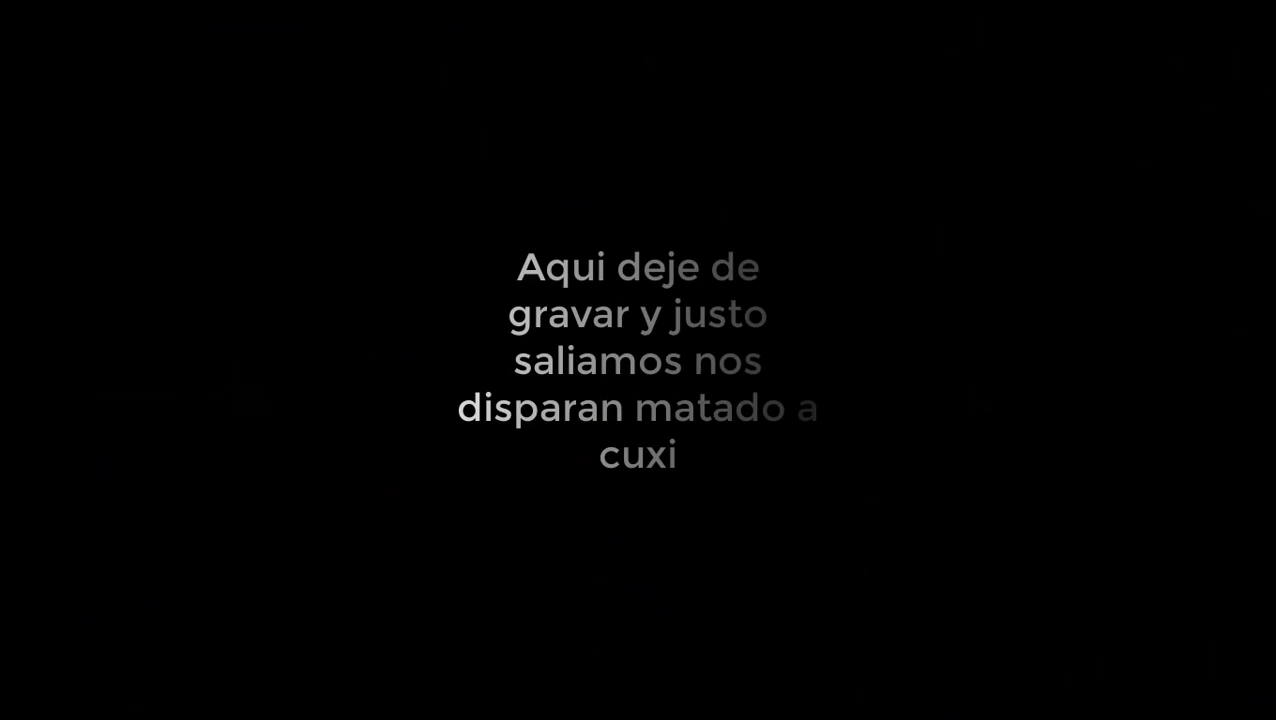 Aqui deje de
gravar y justo
saliamos nos
disparan matado a
cuxi